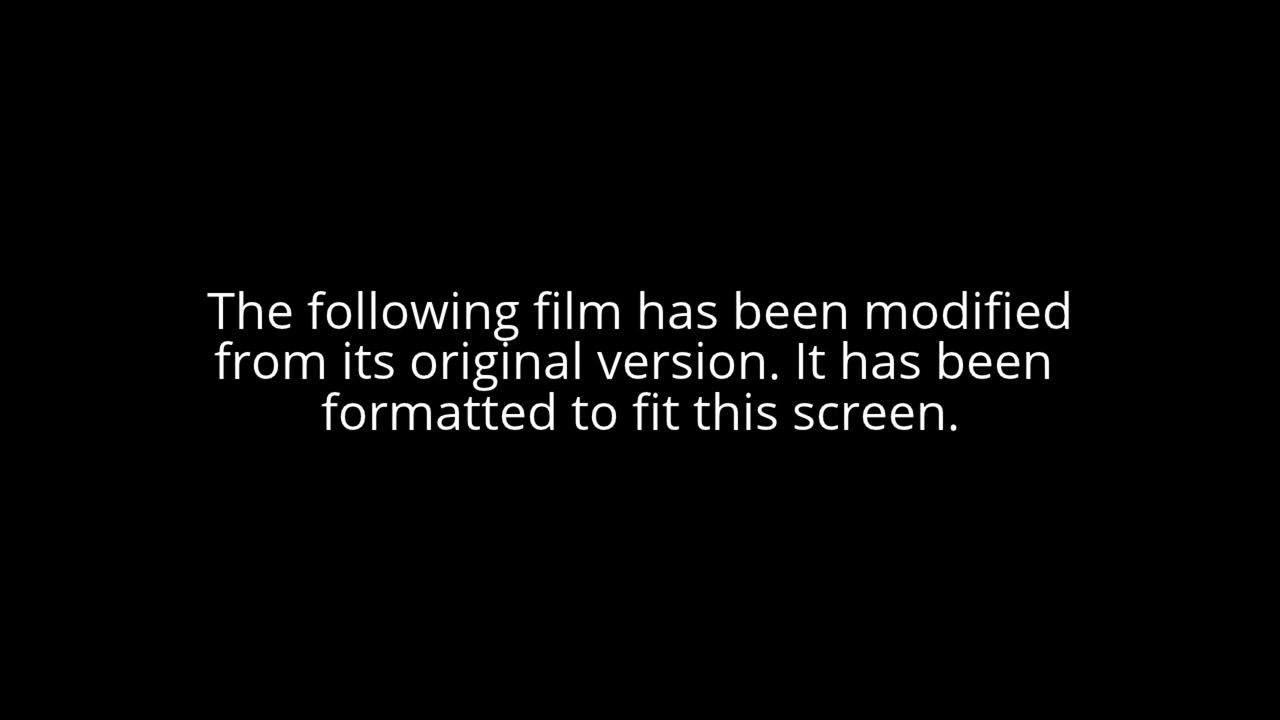 The following film has been modified
from its original version. It has been
formatted to fit this screen.